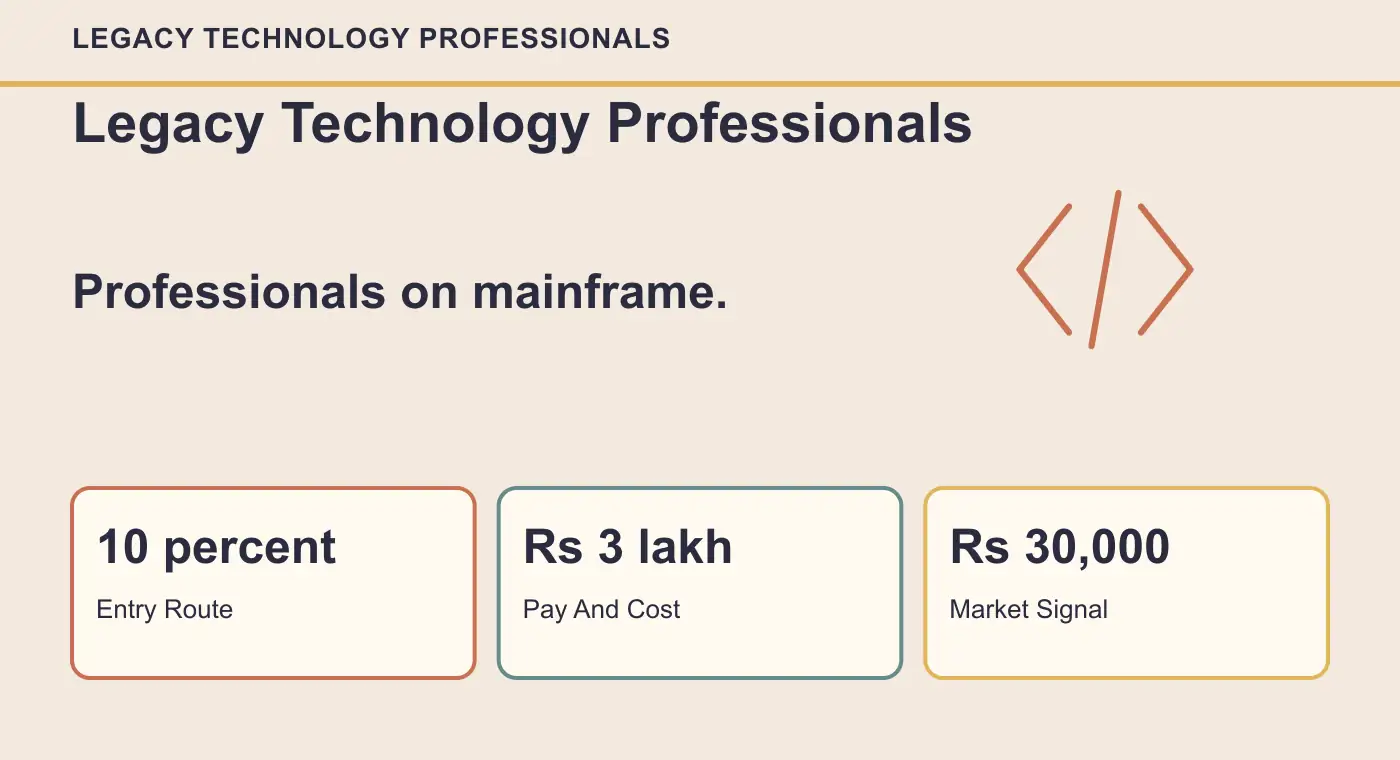 LEGACY TECHNOLOGY PROFESSIONALS
Legacy Technology Professionals
Professionals on mainframe.
10 percent
Entry Route
Rs 3 lakh
Pay And Cost
Rs 30,000
Market Signal